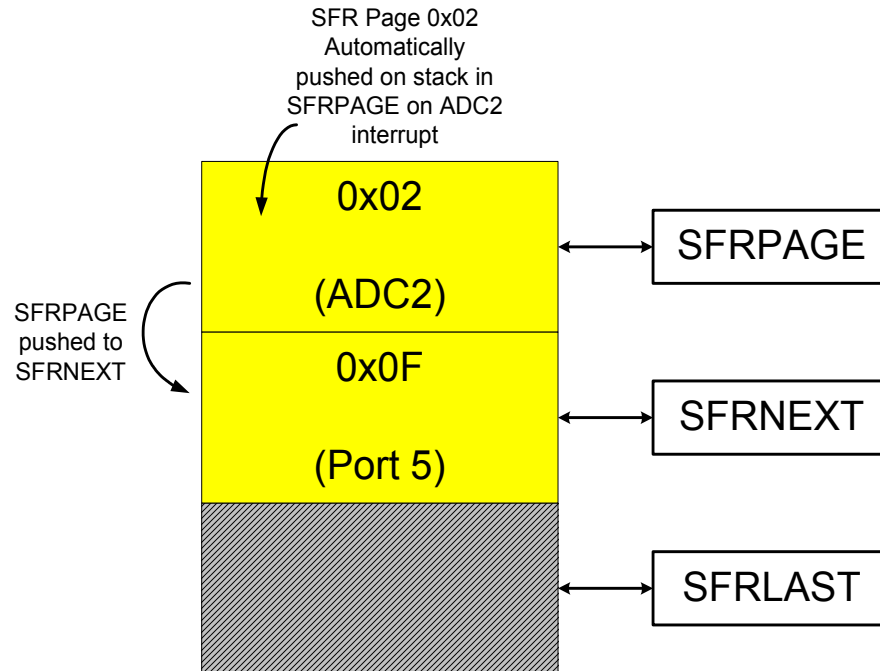 SFR Page 0x02
Automatically
pushed on stack in
SFRPAGE on ADC2
interrupt
0x02
(ADC2)
SFRPAGE
SFRPAGE
pushed to
SFRNEXT
0x0F
(Port 5)
SFRNEXT
SFRLAST